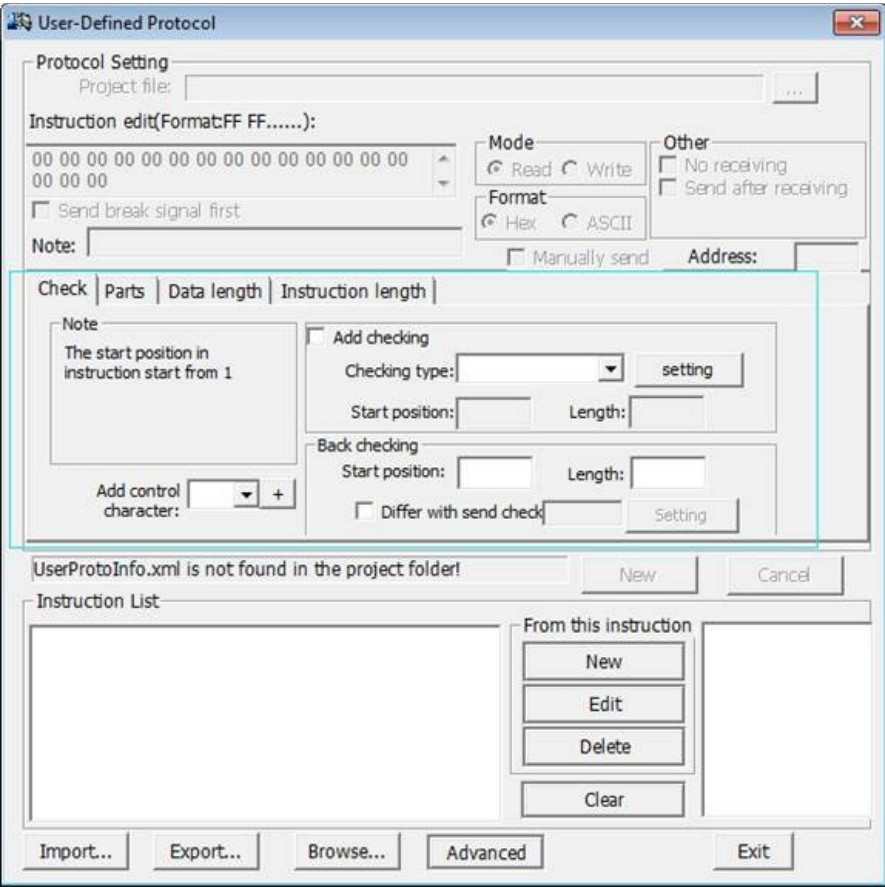 User-Defined Protocol
Protocol Setting
Project file:
...
Instruction edit(Format:FF FF......):
00 00 00 00 00 00 00 00 00 00 00 00 00 00
00 00 00
Mode
Read Write
Other
No receiving
Send after receiving
Send break signal first
Format
Hex ASCII
Note:
Manually send
Address:
Check Parts Data length Instruction length
Note
The start position in
instruction start from 1
Add checking
Checking type: setting
Start position: Length:
Back checking
Start position: Length:
Add control
character: +
Differ with send check Setting
UserProtoInfo.xml is not found in the project folder!
New Cancel
Instruction List
From this instruction
New
Edit
Delete
Clear
Import... Export... Browse... Advanced Exit